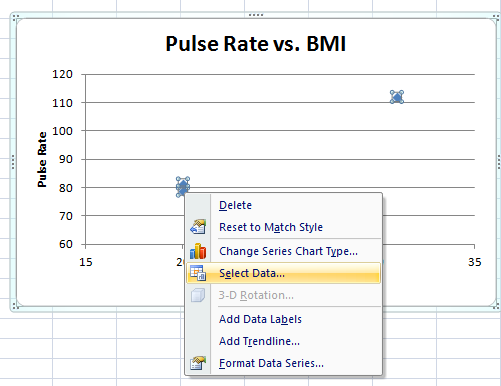 Pulse Rate vs. BMI
120
110
100
90
80
70
60
Pulse Rate
15
35
Delete
Reset to Match Style
Change Series Chart Type...
Select Data...
3-D Rotation...
Add Data Labels
Add Trendline...
Format Data Series...